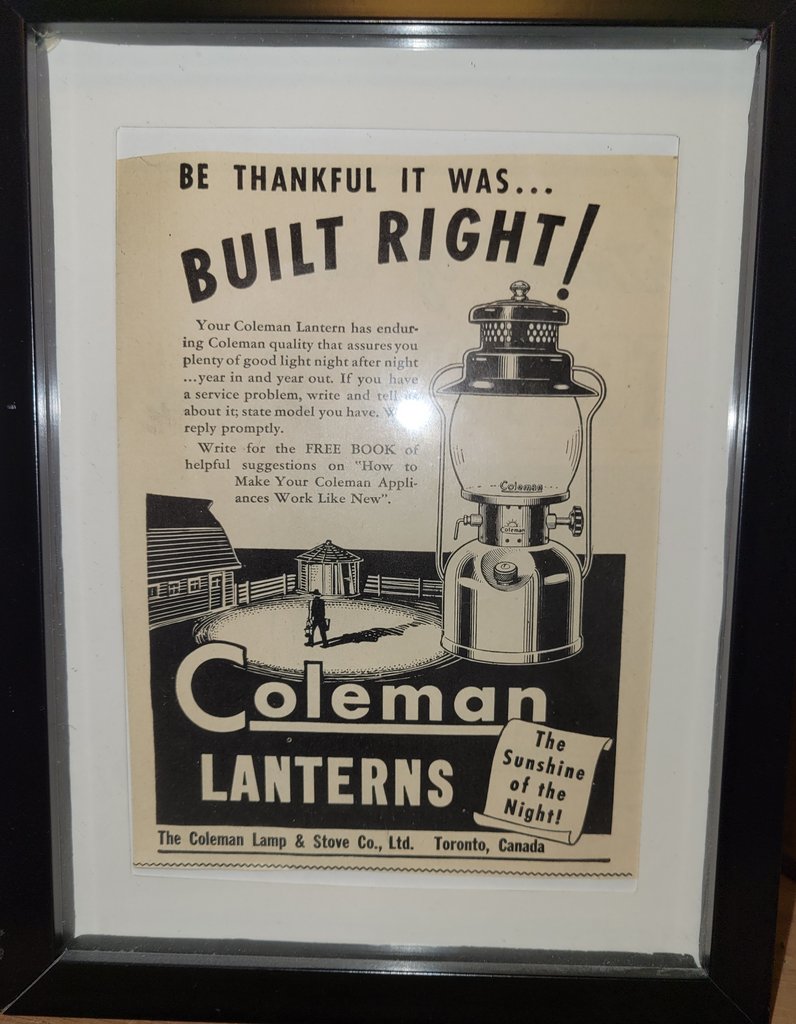 BE THANKFUL IT WAS...
BUILT RIGHT!
Your Coleman Lantern has endur-
ing Coleman quality that assures you
plenty of good light night after night
...year in and year out. If you have
a service problem, write and tell
about it; state model you have.
reply promptly.
Write for the FREE BOOK of
helpful suggestions on "How to
Make Your Coleman Appli-
ances Work Like New".
Coleman
Coleman
Coleman
LANTERNS
The
Sunshine
of the
Night!
The Coleman Lamp & Stove Co., Ltd. Toronto, Canada